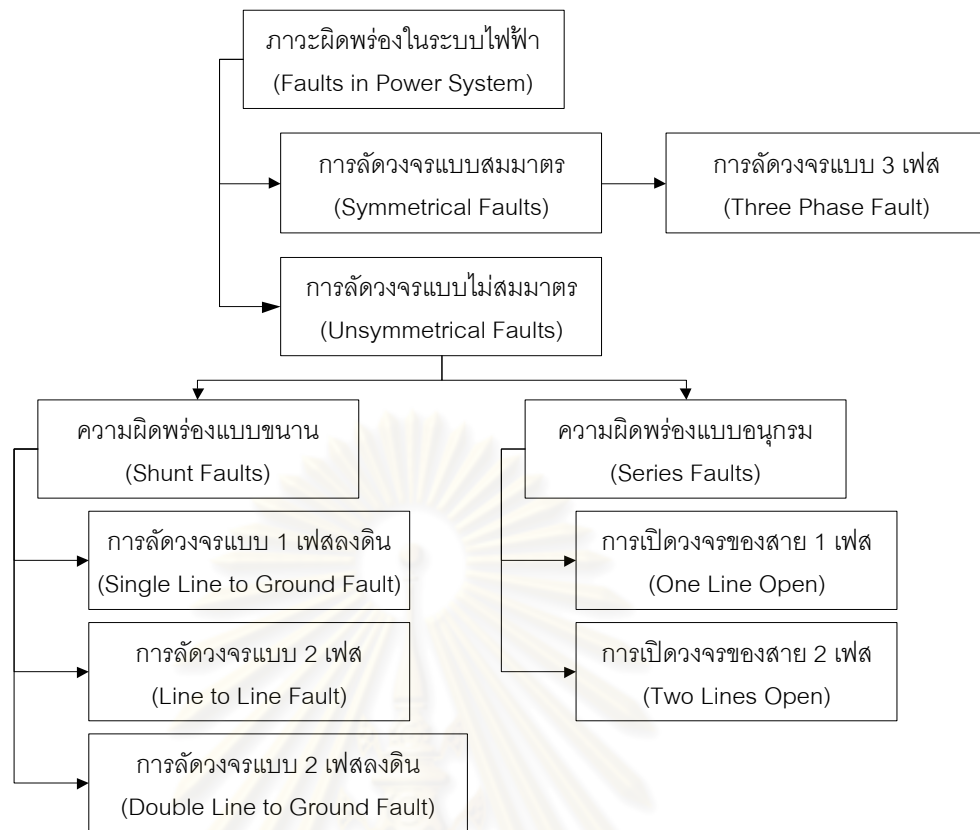 ภาวะผิดพร่องในระบบไฟฟ้า
(Faults in Power System)
การลัดวงจรแบบสมมาตร
(Symmetrical Faults)
การลัดวงจรแบบ 3 เฟส
(Three Phase Fault)
การลัดวงจรแบบไม่สมมาตร
(Unsymmetrical Faults)
ความผิดพร่องแบบขนาน
(Shunt Faults)
ความผิดพร่องแบบอนุกรม
(Series Faults)
การลัดวงจรแบบ 1 เฟสลงดิน
(Single Line to Ground Fault)
การเปิดวงจรของสาย 1 เฟส
(One Line Open)
การลัดวงจรแบบ 2 เฟส
(Line to Line Fault)
การเปิดวงจรของสาย 2 เฟส
(Two Lines Open)
การลัดวงจรแบบ 2 เฟสลงดิน
(Double Line to Ground Fault)